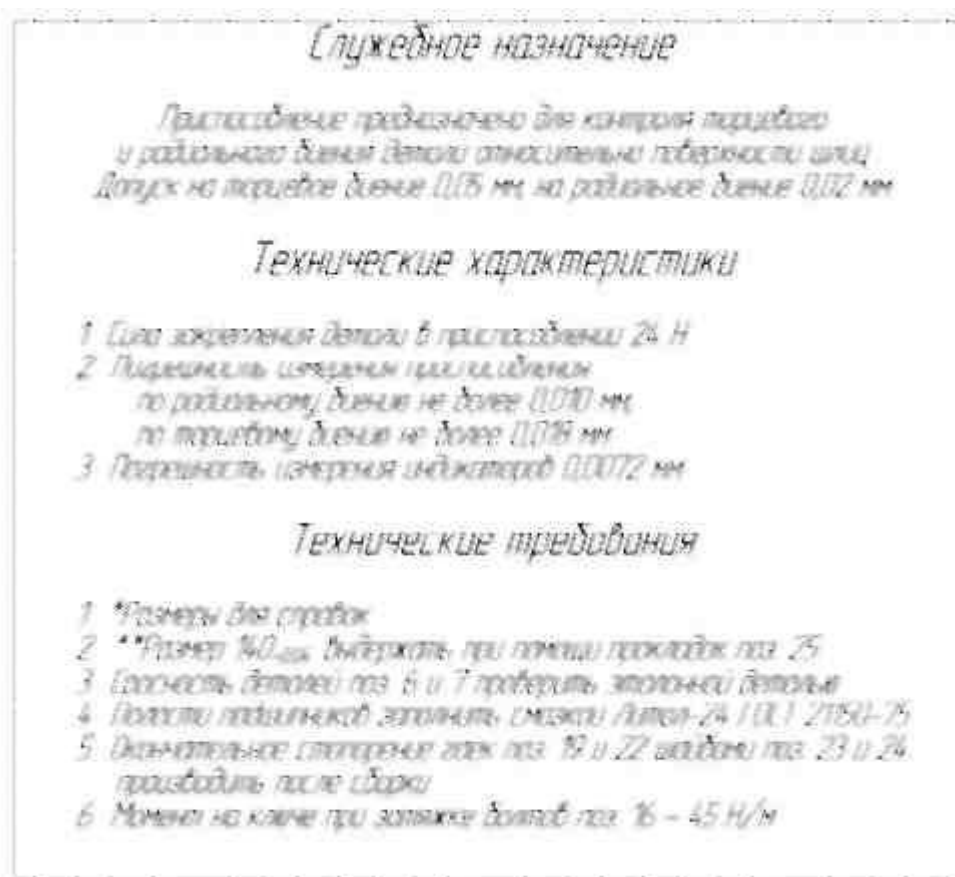 Служебное назначение
Приспособление предназначено для контроля торцевого
и радиального биения детали относительно поверхности шлиц
Допуск на торцевое биение 0,05 мм, на радиальное биение 0,02 мм
Технические характеристики
1 Сила закрепления детали в приспособлении 24 Н
2 Погрешность измерения приспособления
по радиальному биению не более 0,010 мм,
по торцевому биению не более 0,018 мм
3 Погрешность измерения индикаторов 0,0072 мм
Технические требования
1 *Размеры для справок
2 **Размер выдержать при помощи прокладок поз. 25
3 Соосность деталей поз. 6 и 7 проверить эталонной деталью
4 Полости подшипников заполнить смазкой Литол-24 ГОСТ 21150-75
5 Окончательное стопорение гаек поз. 19 и 22 шайбами поз. 23 и 24
производить после сборки
6 Момент на ключе при затяжке болтов поз. 16 - 45 Н/м